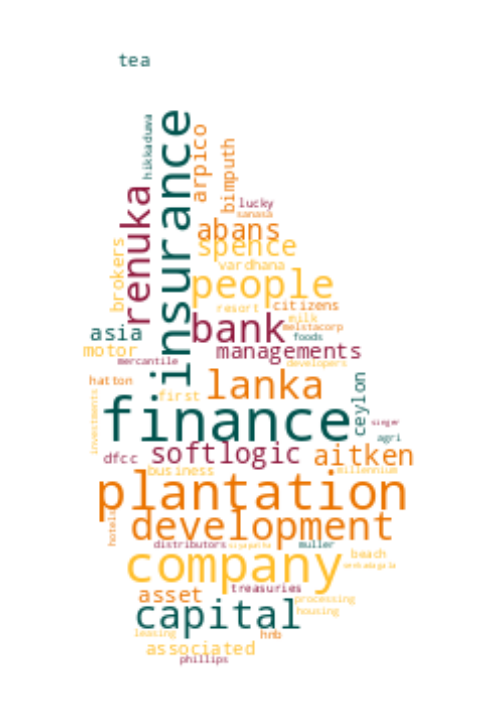 tea
hikkaduwa
insurance
arpico
bimputh
renuka
lucky
sanasa
abans
brokers
spence
vardhana
people
resort
citizens
milk
bank
melstacorp
asia
foods
motor
managements
mercantile
developers
hatton
lanka
ceylon
investments
first
finance
singer
agri
dfcc
softlogic
aitken
business
millennium
plantation
hotels
development
distributors
siyapatha
muller
company
beach
udapussellawa
treasuries
asset
processing
capital
housing
leasing
hnb
associated
phillips